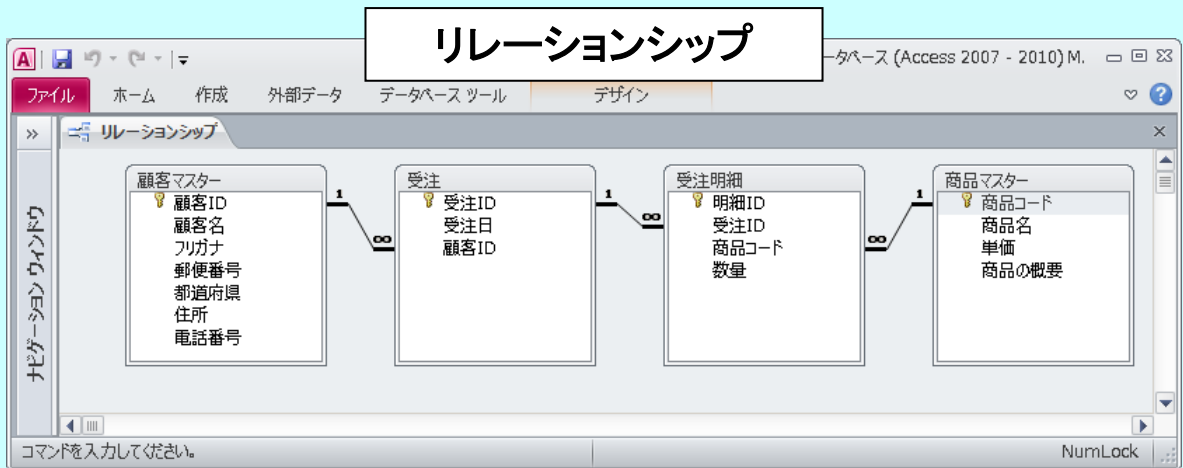 リレーションシップ
ータベース (Access 2007 - 2010) M.
ファイル ホーム 作成 外部データ データベース ツール デザイン
リレーションシップ
ナビゲーション ウィンドウ
顧客マスター
顧客ID
顧客名
フリガナ
郵便番号
都道府県
住所
電話番号
1
∞
受注
受注ID
受注日
顧客ID
1
∞
受注明細
明細ID
受注ID
商品コード
数量
∞
1
商品マスター
商品コード
商品名
単価
商品の概要
コマンドを入力してください。
NumLock